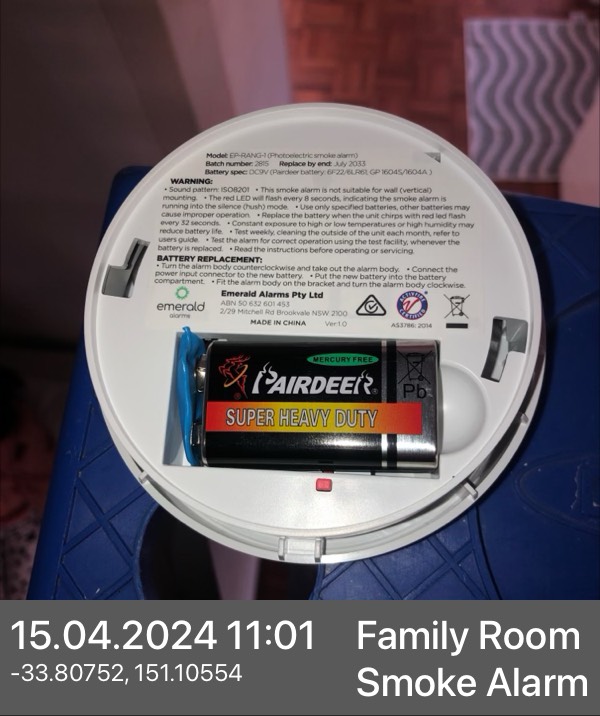 Model: EF-RANG-1 (Photoelectric smoke alarm)
Batch number: 2815 Replace by end: July 2033
Battery spec: DC9V (Pairdeer battery: 6F22/6LR61; GP 1604S/1604A )
WARNING:
• Sound pattern: ISO8201 • This smoke alarm is not suitable for wall (vertical)
mounting. • The red LED will flash every 8 seconds, indicating the smoke alarm is
running into the silence (hush) mode. • Use only specified batteries, other batteries may
cause improper operation. • Replace the battery when the unit chirps with red led flash
every 32 seconds. • Constant exposure to high or low temperatures or high humidity may
reduce battery life. • Test weekly, cleaning the outside of the unit each month, refer to
users guide. • Test the alarm for correct operation using the test facility, whenever the
battery is replaced. • Read the instructions before operating or servicing.
BATTERY REPLACEMENT:
• Turn the alarm body counterclockwise and take out the alarm body. • Connect the
power input connector to the new battery. • Put the new battery into the battery
compartment. • Fit the alarm body on the bracket and turn the alarm body clockwise.
emerald
alarms
Emerald Alarms Pty Ltd
ABN 50 632 601 453
2/29 Mitchell Rd Brookvale NSW 2100
MADE IN CHINA Ver:1.0
AS3786: 2014
MERCURY FREE
PAIRDEER
Pb
SUPER HEAVY DUTY
15.04.2024 11:01
-33.80752, 151.10554
Family Room
Smoke Alarm